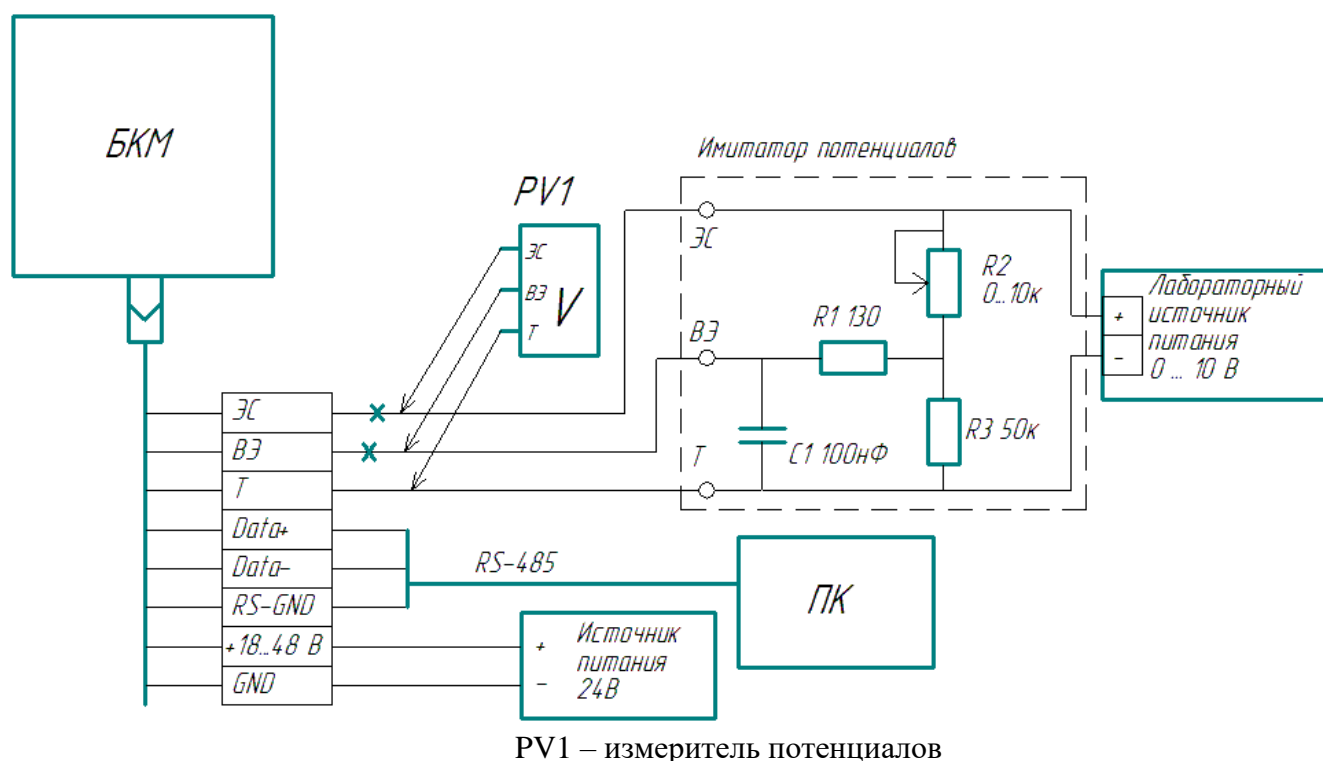 БКМ
PV1
ЭС
ВЭ
Т
V
Имитатор потенциалов
ЭС
ВЭ
Т
R1 130
R2
0...10к
R3 50к
С1 100нФ
Лабораторный
источник
питания
0 ... 10 В
+
−
ЭС
ВЭ
Т
Data+
Data-
RS-GND
+18...48 В
GND
RS-485
ПК
Источник
питания
24В
+
−
PV1 – измеритель потенциалов